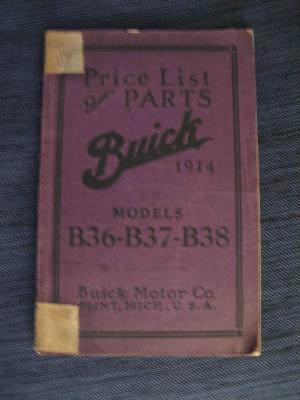 Price List
of PARTS
Buick
1914
MODELS
B36-B37-B38
Buick Motor Co.
FLINT, MICH., U.S.A.